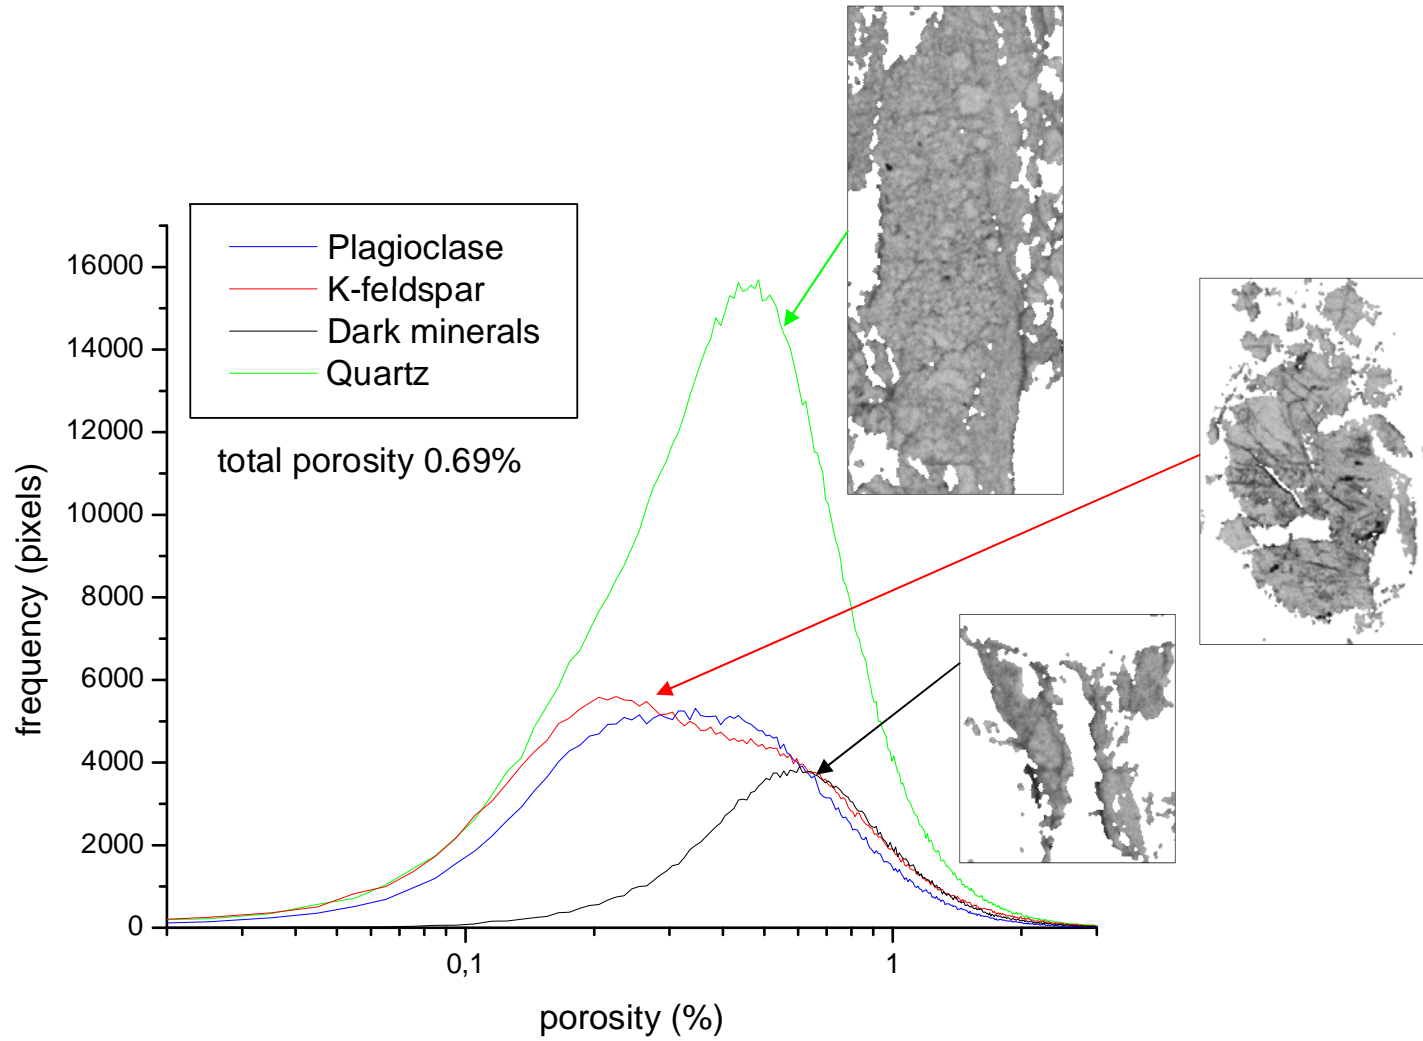 Plagioclase
K-feldspar
Dark minerals
Quartz
total porosity 0.69%
frequency (pixels)
16000
14000
12000
10000
8000
6000
4000
2000
0
0,1
1
porosity (%)